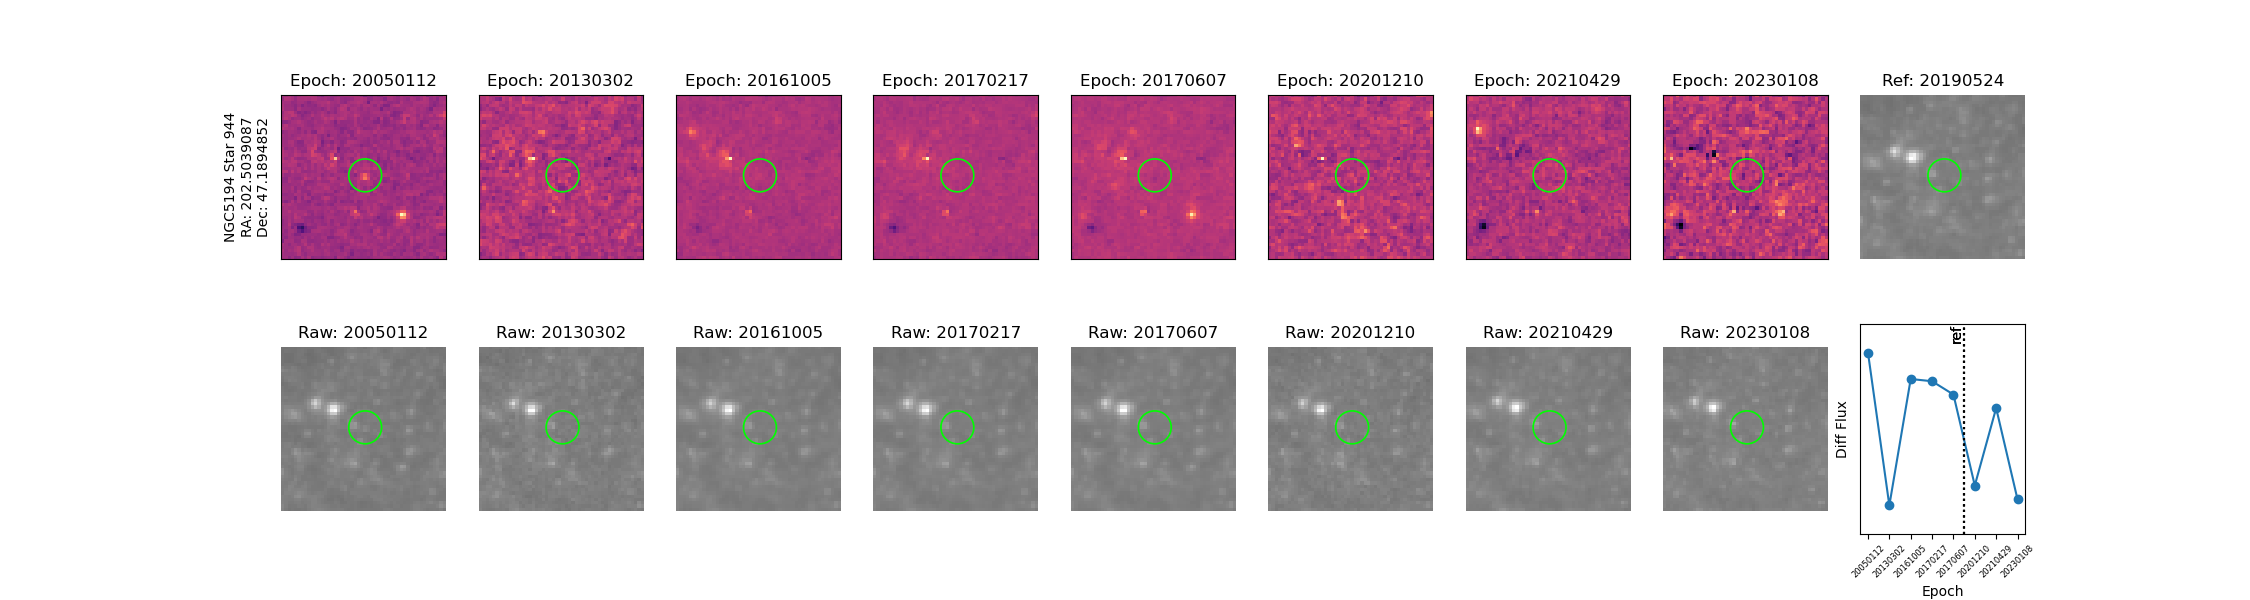 NGC5194 Star 944
RA: 202.5039087
Dec: 47.1894852
Epoch: 20050112
Epoch: 20130302
Epoch: 20161005
Epoch: 20170217
Epoch: 20170607
Epoch: 20201210
Epoch: 20210429
Epoch: 20230108
Ref: 20190524
Raw: 20050112
Raw: 20130302
Raw: 20161005
Raw: 20170217
Raw: 20170607
Raw: 20201210
Raw: 20210429
Raw: 20230108
ref
Diff Flux
20050112
20130302
20161005
20170217
20170607
20201210
20210429
20230108
Epoch